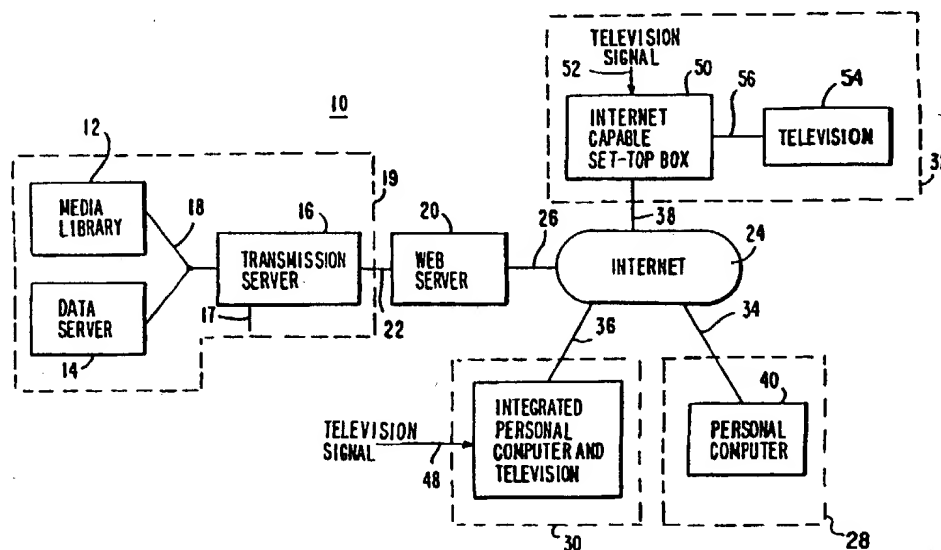 10
12
MEDIA
LIBRARY
18
DATA
SERVER
14
16
TRANSMISSION
SERVER
17
19
22
20
WEB
SERVER
26
INTERNET
24
TELEVISION
SIGNAL
52
50
INTERNET
CAPABLE
SET-TOP BOX
56
54
TELEVISION
38
36
34
TELEVISION
SIGNAL
48
INTEGRATED
PERSONAL
COMPUTER AND
TELEVISION
30
40
PERSONAL
COMPUTER
28